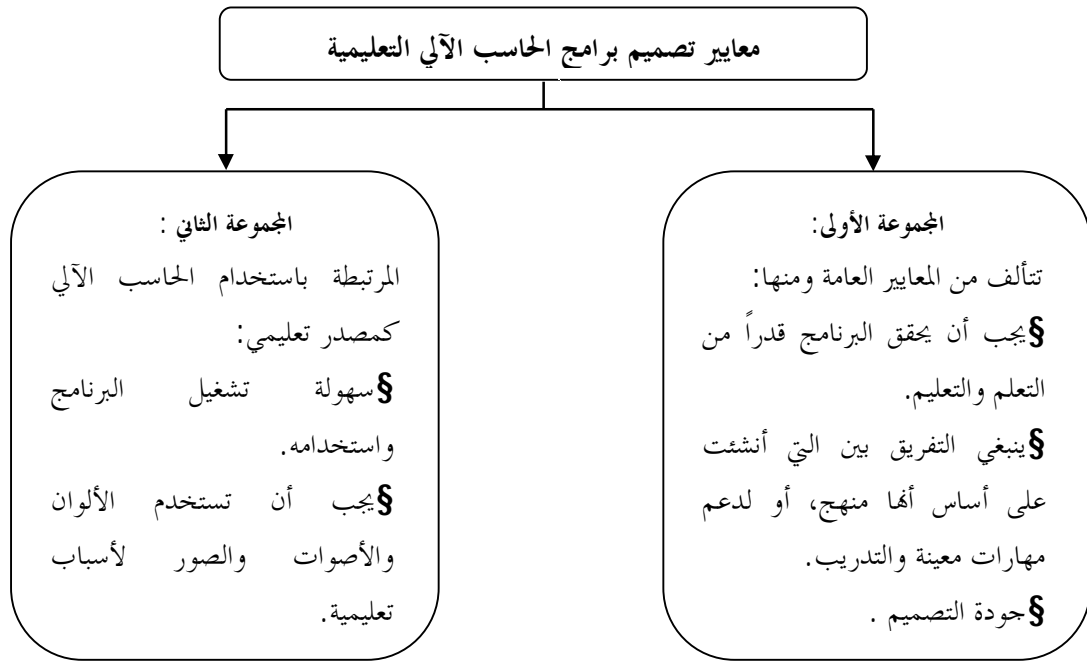 معايير تصميم برامج الحاسب الآلي التعليمية
المجموعة الأولى:
تتألف من المعايير العامة ومنها:
§يجب أن يحقق البرنامج قدراً من
التعلم والتعليم.
§ينبغي التفريق بين التي أنشئت
على أساس أنها منهج، أو لدعم
مهارات معينة والتدريب.
§جودة التصميم .
المجموعة الثاني :
المرتبطة باستخدام الحاسب الآلي
كمصدر تعليمي:
§سهولة تشغيل البرنامج
واستخدامه.
§يجب أن تستخدم الألوان
والأصوات والصور لأسباب
تعليمية.